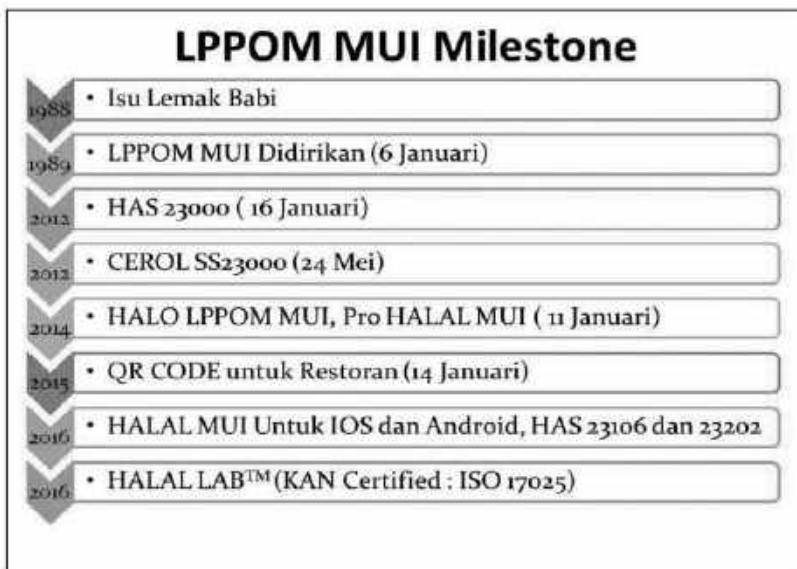 LPPOM MUI Milestone
1988
• Isu Lemak Babi
1989
• LPPOM MUI Didirikan (6 Januari)
2012
• HAS 23000 ( 16 Januari)
2012
• CEROL SS23000 (24 Mei)
2014
• HALO LPPOM MUI, Pro HALAL MUI ( 11 Januari)
2015
• QR CODE untuk Restoran (14 Januari)
2016
• HALAL MUI Untuk IOS dan Android, HAS 23106 dan 23202
2016
• HALAL LAB™ (KAN Certified : ISO 17025)